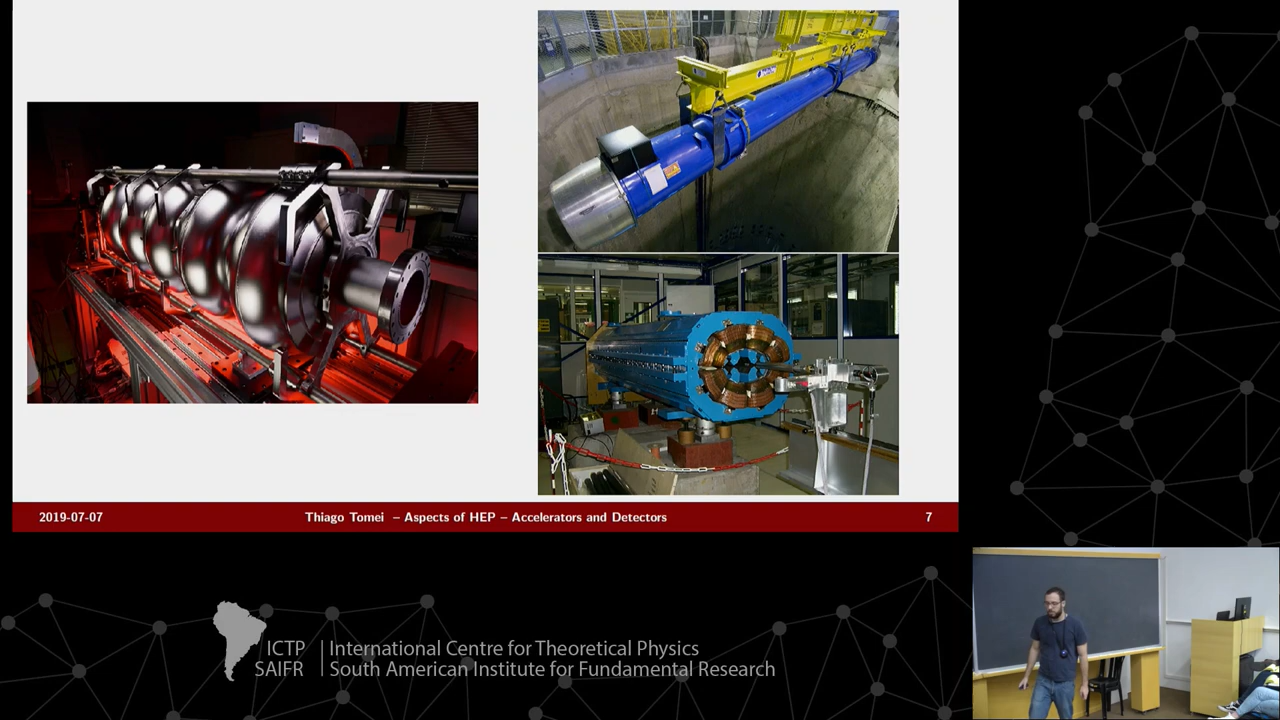 2019-07-07
Thiago Tomei – Aspects of HEP – Accelerators and Detectors
7
ICTP
SAIFR
International Centre for Theoretical Physics
South American Institute for Fundamental Research